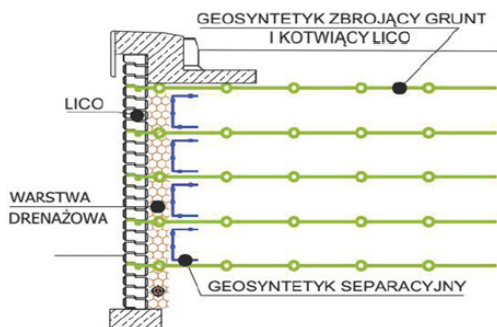 GEOSYNTETYK ZBROJĄCY GRUNT
I KOTWIĄCY LICO
LICO
WARSTWA
DRENAŻOWA
GEOSYNTETYK SEPARACYJNY